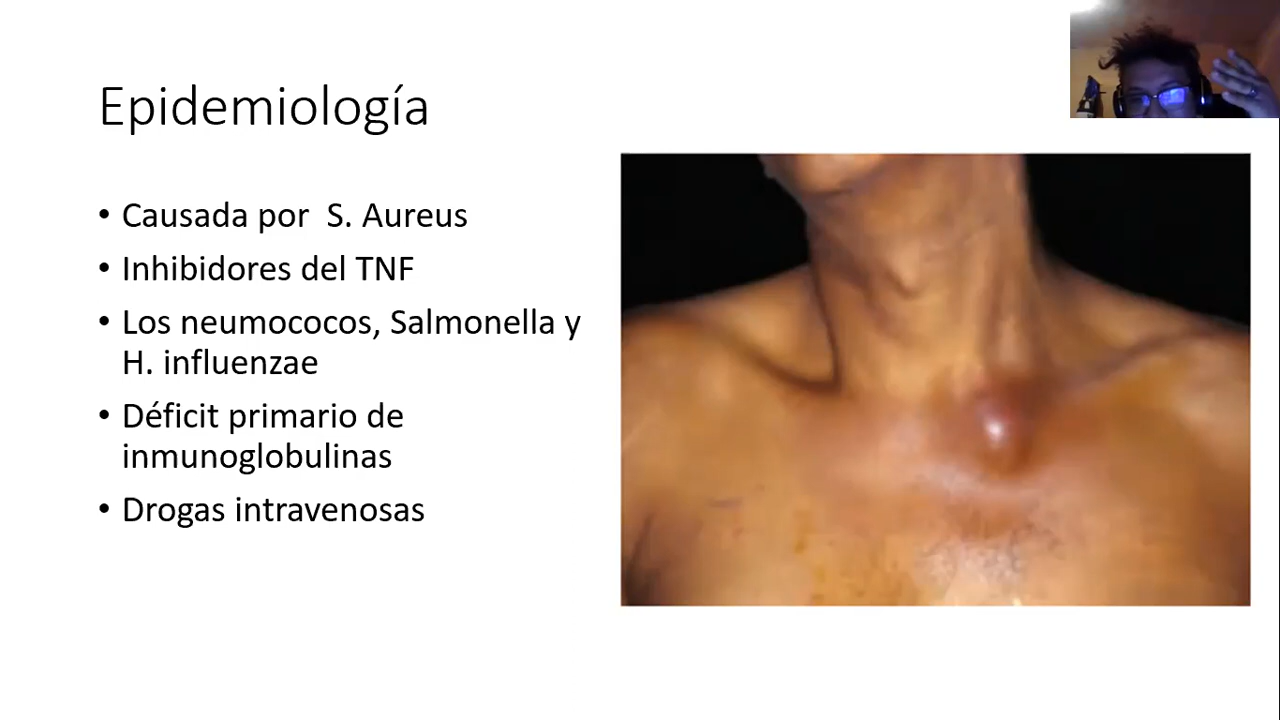 Epidemiología
• Causada por  S. Aureus
• Inhibidores del TNF
• Los neumococos, Salmonella y
H. influenzae
• Déficit primario de
inmunoglobulinas
• Drogas intravenosas